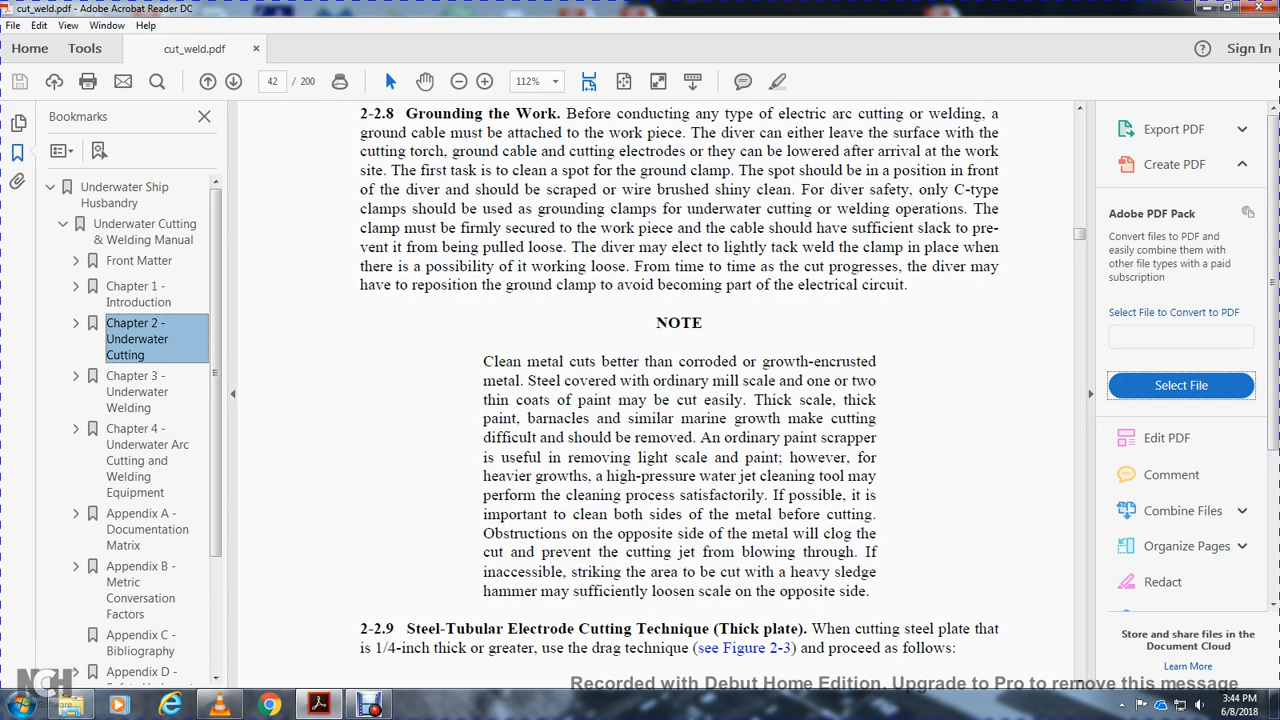 cut_weld.pdf - Adobe Acrobat Reader DC
File Edit View Window Help
Home Tools cut_weld.pdf × Sign In
42 / 200 112%
Bookmarks
Underwater Ship
Husbandry
Underwater Cutting
& Welding Manual
Front Matter
Chapter 1 -
Introduction
Chapter 2 -
Underwater
Cutting
Chapter 3 -
Underwater
Welding
Chapter 4 -
Underwater Arc
Cutting and
Welding
Equipment
Appendix A -
Documentation
Matrix
Appendix B -
Metric
Conversion
Factors
Appendix C -
Bibliography
Appendix D -
2-2.8 Grounding the Work. Before conducting any type of electric arc cutting or welding, a
ground cable must be attached to the work piece. The diver can either leave the surface with the
cutting torch, ground cable and cutting electrodes or they can be lowered after arrival at the work
site. The first task is to clean a spot for the ground clamp. The spot should be in a position in front
of the diver and should be scraped or wire brushed shiny clean. For diver safety, only C-type
clamps should be used as grounding clamps for underwater cutting or welding operations. The
clamp must be firmly secured to the work piece and the cable should have sufficient slack to pre-
vent it from being pulled loose. The diver may elect to lightly tack weld the clamp in place when
there is a possibility of it working loose. From time to time as the cut progresses, the diver may
have to reposition the ground clamp to avoid becoming part of the electrical circuit.
NOTE
Clean metal cuts better than corroded or growth-encrusted
metal. Steel covered with ordinary mill scale and one or two
thin coats of paint may be cut easily. Thick scale, thick
paint, barnacles and similar marine growth make cutting
difficult and should be removed. An ordinary paint scrapper
is useful in removing light scale and paint; however, for
heavier growths, a high-pressure water jet cleaning tool may
perform the cleaning process satisfactorily. If possible, it is
important to clean both sides of the metal before cutting.
Obstructions on the opposite side of the metal will clog the
cut and prevent the cutting jet from blowing through. If
inaccessible, striking the area to be cut with a heavy sledge
hammer may sufficiently loosen scale on the opposite side.
2-2.9 Steel-Tubular Electrode Cutting Technique (Thick plate). When cutting steel plate that
is 1/4-inch thick or greater, use the drag technique (see Figure 2-3) and proceed as follows:
Export PDF
Create PDF
Adobe PDF Pack
Convert files to PDF and
easily combine them with
other file types with a paid
subscription
Select File to Convert to PDF
Select File
Edit PDF
Comment
Combine Files
Organize Pages
Redact
Store and share files in the
Document Cloud
Learn More
Recorded with Debut Home Edition. Upgrade to Pro to remove this message
NCH
Software
3:44 PM
6/8/2018